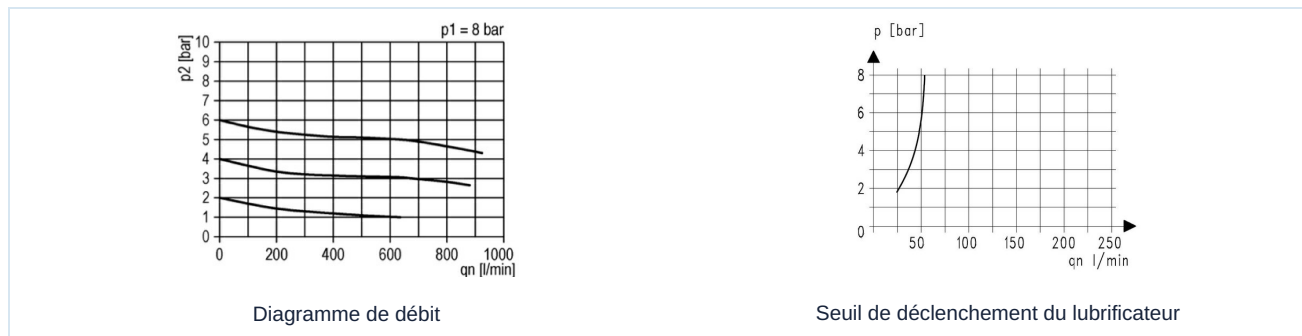 p1 = 8 bar
p2 [bar]
10
9
8
7
6
5
4
3
2
1
0
0 200 400 600 800 1000
qn [l/min]
Diagramme de débit
p [bar]
8
6
4
2
0
50 100 150 200 250
qn l/min
Seuil de déclenchement du lubrificateur